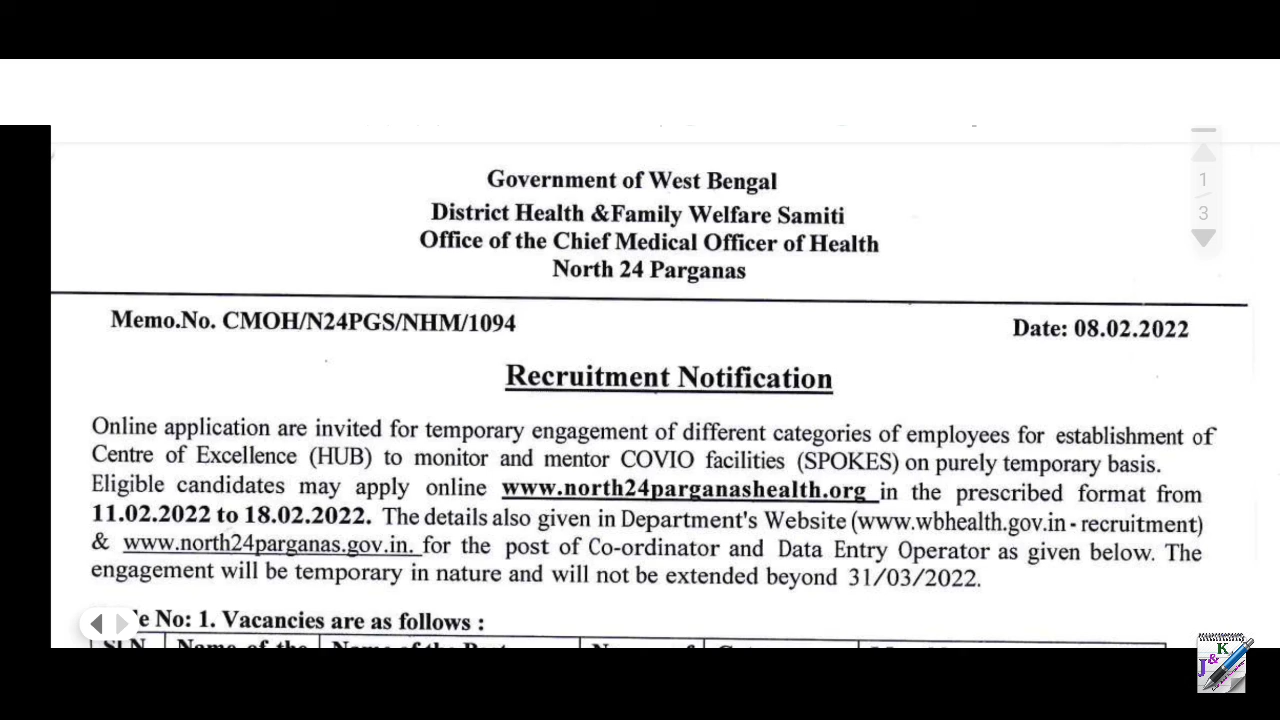 Government of West Bengal
District Health &Family Welfare Samiti
Office of the Chief Medical Officer of Health
North 24 Parganas
1
3
Memo.No. CMOH/N24PGS/NHM/1094
Date: 08.02.2022
Recruitment Notification
Online application are invited for temporary engagement of different categories of employees for establishment of
Centre of Excellence (HUB) to monitor and mentor COVIO facilities (SPOKES) on purely temporary basis.
Eligible candidates may apply online www.north24parganashealth.org in the prescribed format from
11.02.2022 to 18.02.2022. The details also given in Department's Website (www.wbhealth.gov.in - recruitment)
& www.north24parganas.gov.in. for the post of Co-ordinator and Data Entry Operator as given below. The
engagement will be temporary in nature and will not be extended beyond 31/03/2022.
No: 1. Vacancies are as follows :
Name of the
J&K